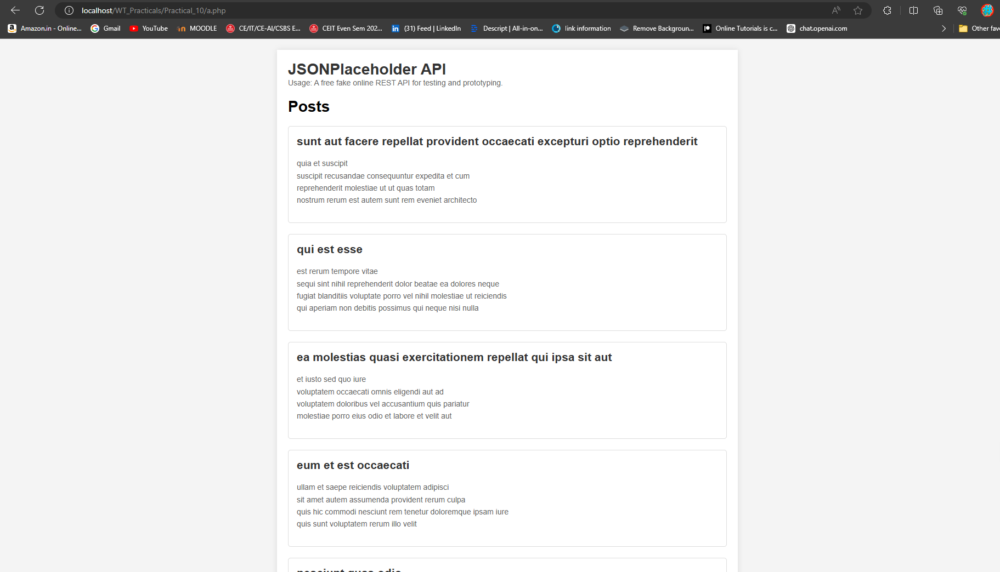 localhost/WT_Practicals/Practical_10/a.php
Amazon.in - Online... Gmail YouTube MOODLE CE/IT/CE-AI/CSBS E... CEIT Even Sem 202... (31) Feed | LinkedIn Descript | All-in-on... link information Remove Backgroun... Online Tutorials is c... chat.openai.com Other fav
JSONPlaceholder API
Usage: A free fake online REST API for testing and prototyping.
Posts
sunt aut facere repellat provident occaecati excepturi optio reprehenderit
quia et suscipit
suscipit recusandae consequuntur expedita et cum
reprehenderit molestiae ut ut quas totam
nostrum rerum est autem sunt rem eveniet architecto
qui est esse
est rerum tempore vitae
sequi sint nihil reprehenderit dolor beatae ea dolores neque
fugiat blanditiis voluptate porro vel nihil molestiae ut reiciendis
qui aperiam non debitis possimus qui neque nisi nulla
ea molestias quasi exercitationem repellat qui ipsa sit aut
et iusto sed quo iure
voluptatem occaecati omnis eligendi aut ad
voluptatem doloribus vel accusantium quis pariatur
molestiae porro eius odio et labore et velit aut
eum et est occaecati
ullam et saepe reiciendis voluptatem adipisci
sit amet autem assumenda provident rerum culpa
quis hic commodi nesciunt rem tenetur doloremque ipsam iure
quis sunt voluptatem rerum illo velit
nesciunt quas odio